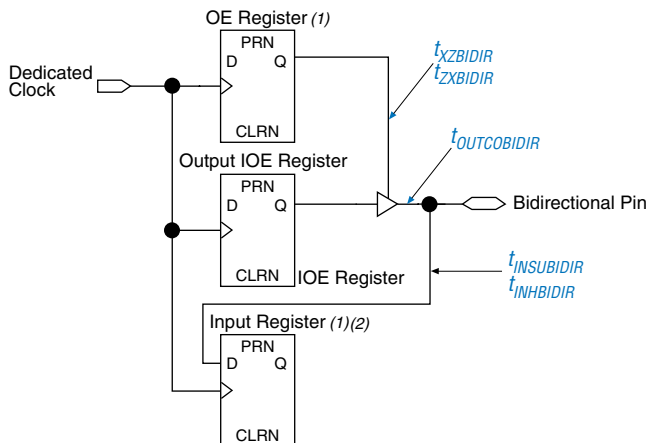 OE Register (1)
PRN
D Q
CLRN
Dedicated
Clock
tXZBIDIR
tZXBIDIR
tOUTCOBIDIR
Output IOE Register
PRN
D Q
CLRN
Bidirectional Pin
IOE Register
tINSUBIDIR
tINHBIDIR
Input Register (1)(2)
PRN
D Q
CLRN